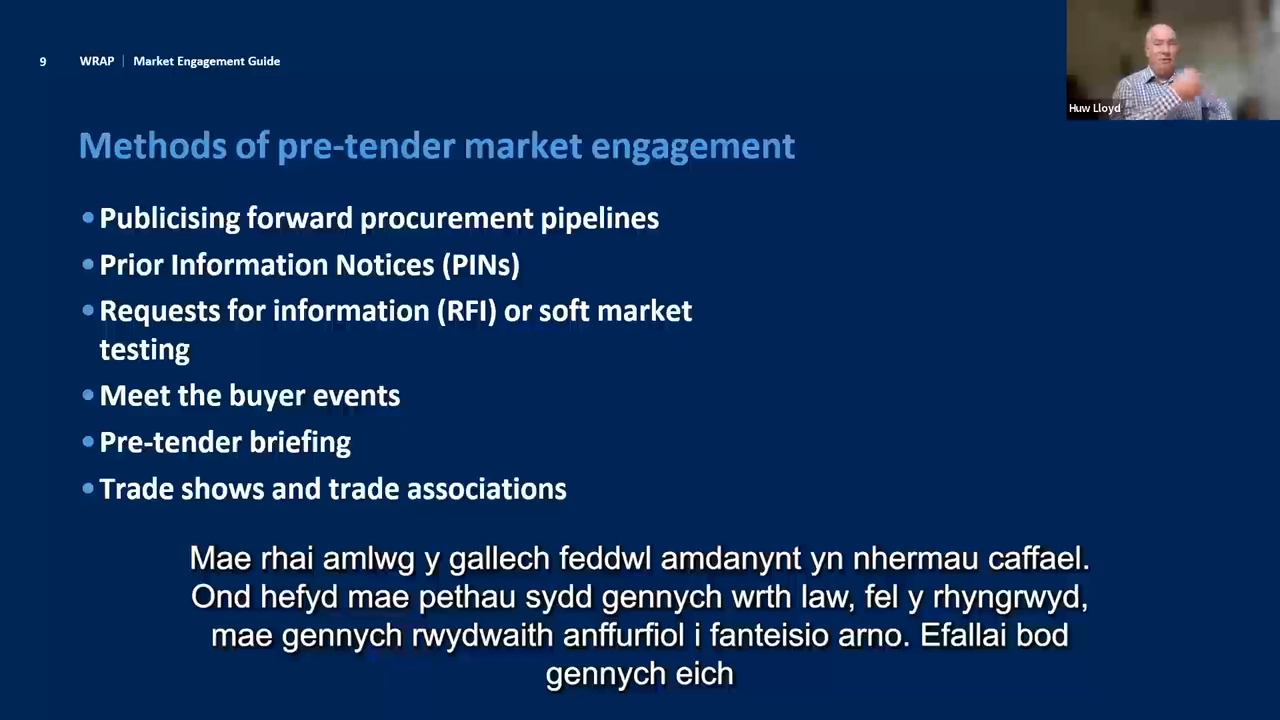 9 WRAP | Market Engagement Guide
Huw Lloyd
Methods of pre-tender market engagement
• Publicising forward procurement pipelines
• Prior Information Notices (PINs)
• Requests for information (RFI) or soft market
testing
• Meet the buyer events
• Pre-tender briefing
• Trade shows and trade associations
Mae rhai amlwg y gallech feddwl amdanynt yn nhermau caffael.
Ond hefyd mae pethau sydd gennych wrth law, fel y rhyngrwyd,
mae gennych rwydwaith anffurfiol i fanteisio arno. Efallai bod
gennych eich